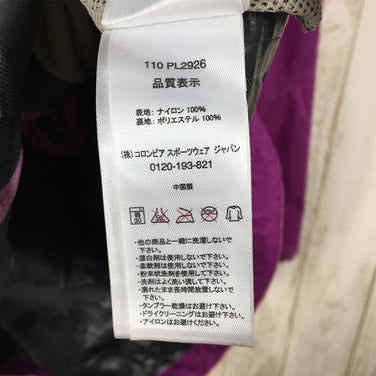 110 PL2926
品質表示
表地: ナイロン 100%
裏地: ポリエステル 100%
(株) コロンビア スポーツウェア ジャパン
0120-193-821
中国製
・他の商品と一緒に洗濯しないで
下さい。
・漂白剤は使用しないで下さい。
・柔軟剤は使用しないで下さい。
・粉末状洗剤を使用して下さい。
・洗剤はよく洗い流して下さい。
・濡れたまま長時間放置しないで
下さい。
・タンブラー乾燥はお避け下さい。
・ドライクリーニングはお避け下さい。
・アイロンはお避け下さい。